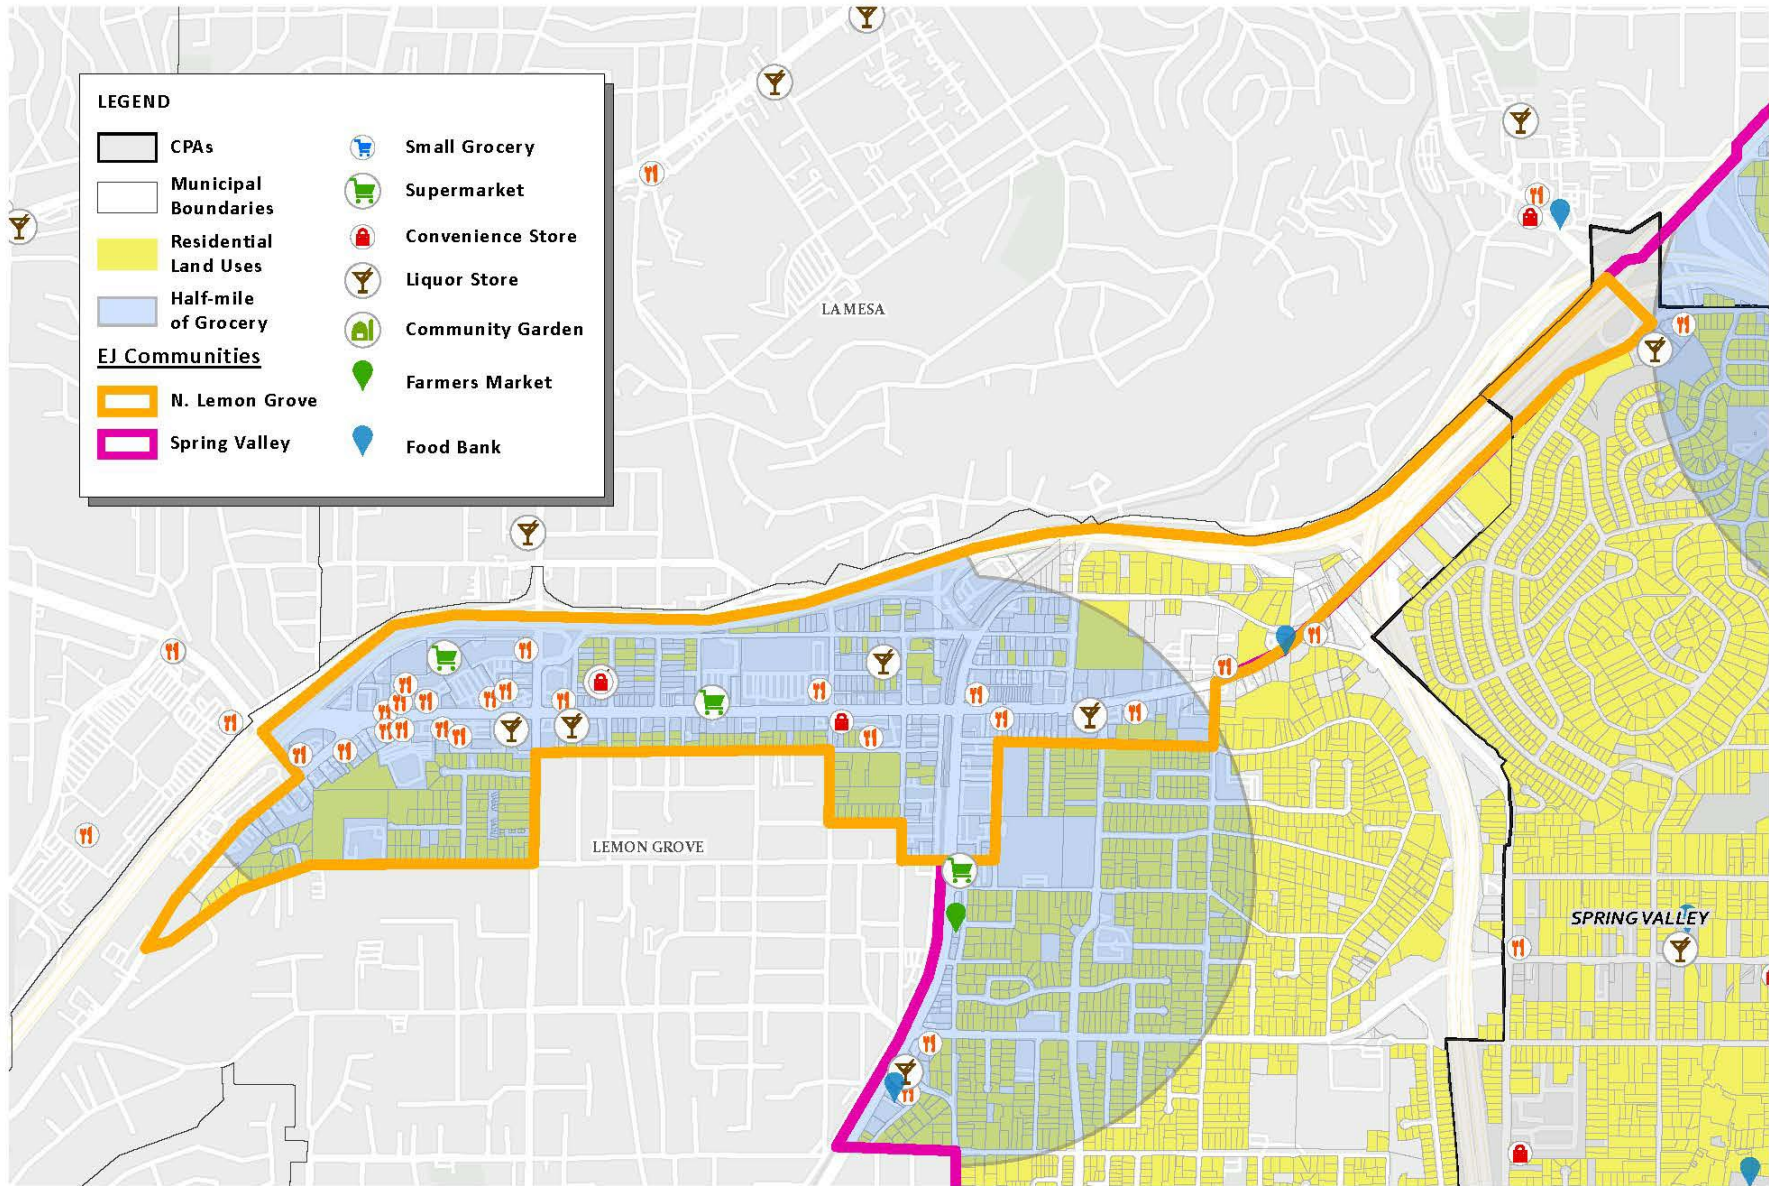 LEGEND
CPAs
Municipal
Boundaries
Residential
Land Uses
Half-mile
of Grocery
EJ Communities
N. Lemon Grove
Spring Valley
Small Grocery
Supermarket
Convenience Store
Liquor Store
Community Garden
Farmers Market
Food Bank
LA MESA
LEMON GROVE
SPRING VALLEY